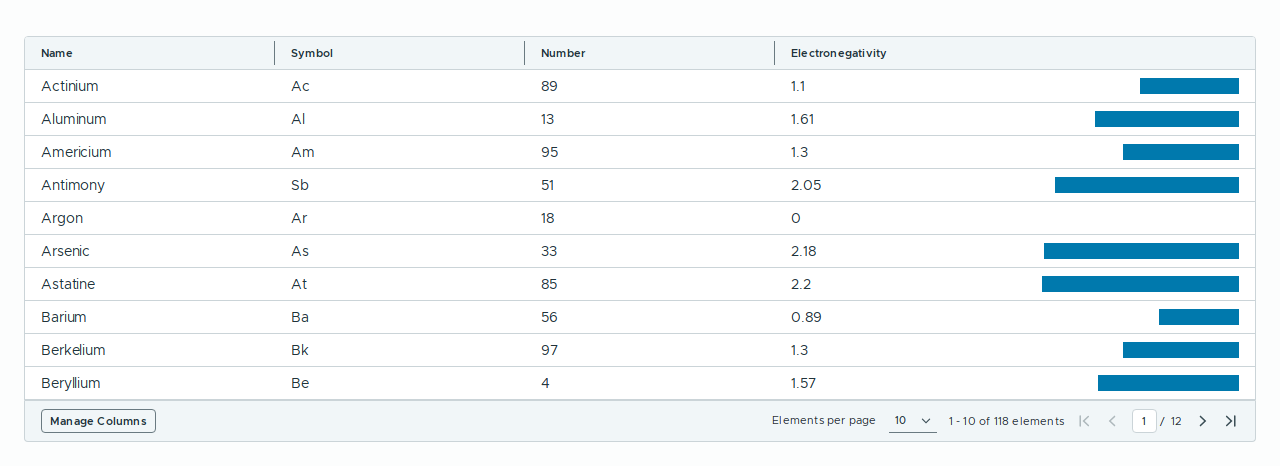 Name Symbol Number Electronegativity
Actinium Ac 89 1.1
Aluminum Al 13 1.61
Americium Am 95 1.3
Antimony Sb 51 2.05
Argon Ar 18 0
Arsenic As 33 2.18
Astatine At 85 2.2
Barium Ba 56 0.89
Berkelium Bk 97 1.3
Beryllium Be 4 1.57
Manage Columns Elements per page 10 1 - 10 of 118 elements 1 / 12